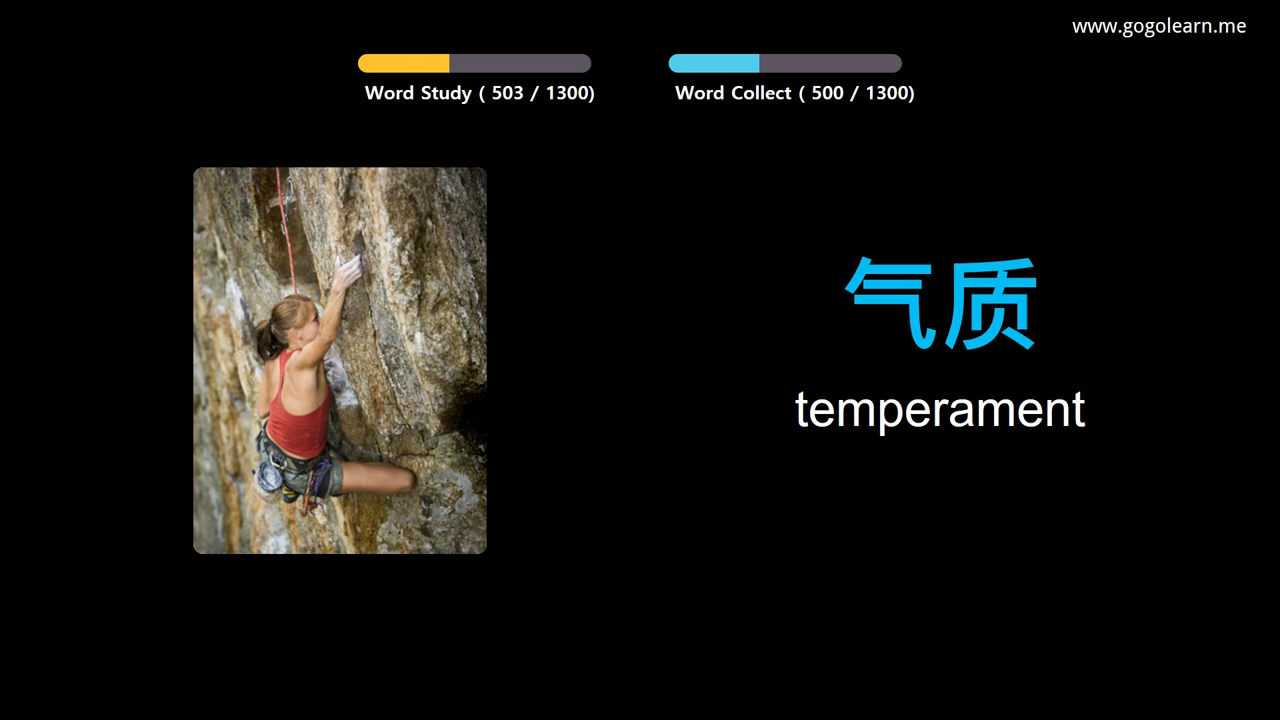 www.gogolearn.me
Word Study ( 503 / 1300)
Word Collect ( 500 / 1300)
气质
temperament